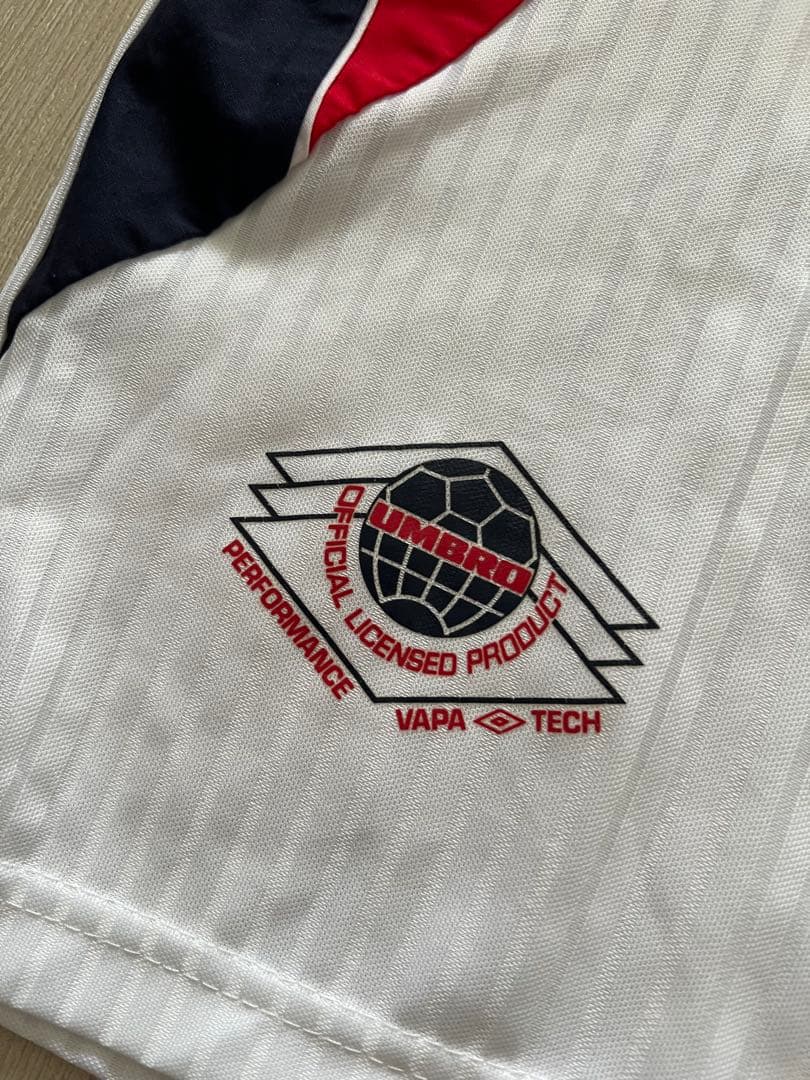 UMBRO
OFFICIAL LICENSED PRODUCT
PERFORMANCE
VAPA TECH